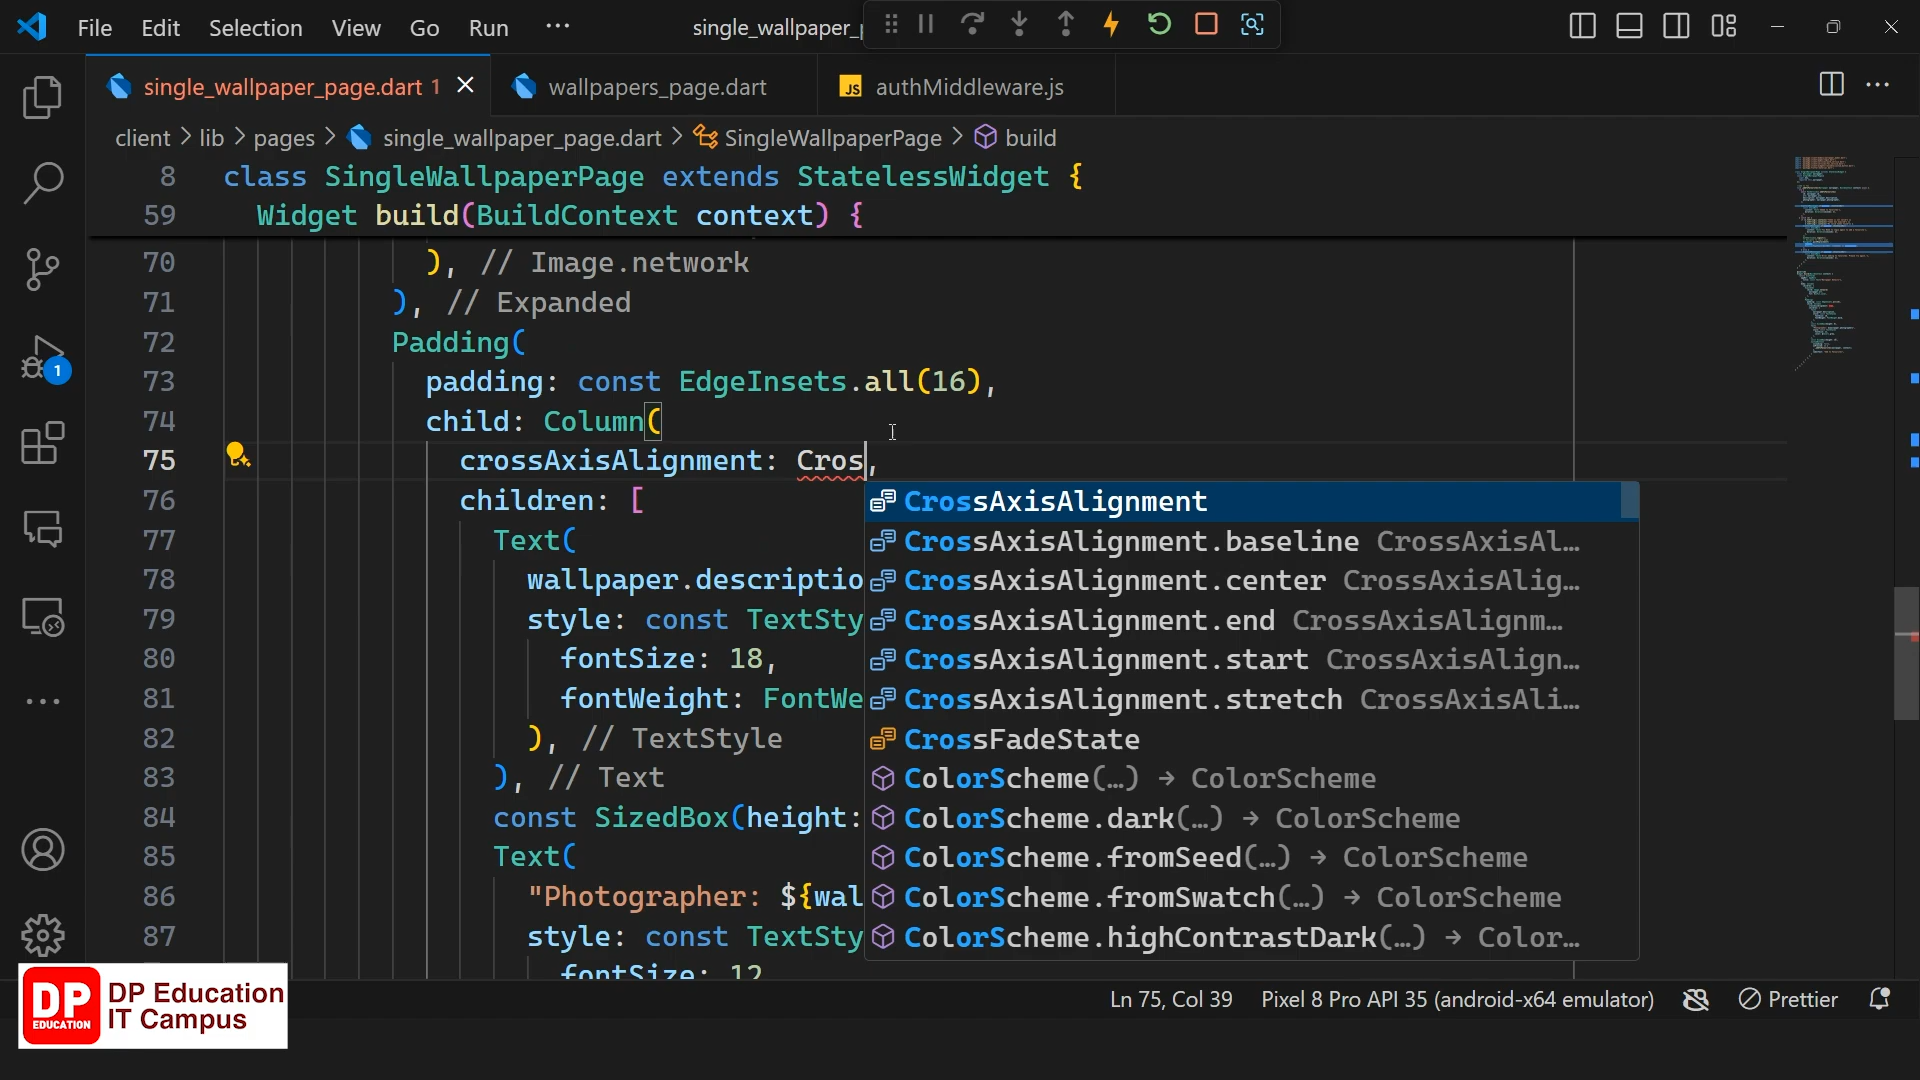 File Edit Selection View Go Run ··· single_wallpaper_p
single_wallpaper_page.dart 1 wallpapers_page.dart JS authMiddleware.js
client > lib > pages > single_wallpaper_page.dart > SingleWallpaperPage > build
8 class SingleWallpaperPage extends StatelessWidget {
59 Widget build(BuildContext context) {
70 ), // Image.network
71 ), // Expanded
72 Padding(
73 padding: const EdgeInsets.all(16),
74 child: Column(
75 crossAxisAlignment: Cros,
76 children: [
77 Text(
78 wallpaper.descriptio
79 style: const TextSty
80 fontSize: 18,
81 fontWeight: FontWe
82 ), // TextStyle
83 ), // Text
84 const SizedBox(height:
85 Text(
86 "Photographer: ${wal
87 style: const TextSty
fontSize: 12
CrossAxisAlignment
CrossAxisAlignment.baseline CrossAxisAl…
CrossAxisAlignment.center CrossAxisAlig…
CrossAxisAlignment.end CrossAxisAlignm…
CrossAxisAlignment.start CrossAxisAlign…
CrossAxisAlignment.stretch CrossAxisAli…
CrossFadeState
ColorScheme(…) → ColorScheme
ColorScheme.dark(…) → ColorScheme
ColorScheme.fromSeed(…) → ColorScheme
ColorScheme.fromSwatch(…) → ColorScheme
ColorScheme.highContrastDark(…) → Color…
1
Ln 75, Col 39 Pixel 8 Pro API 35 (android-x64 emulator) Prettier
DP EDUCATION
DP Education
IT Campus